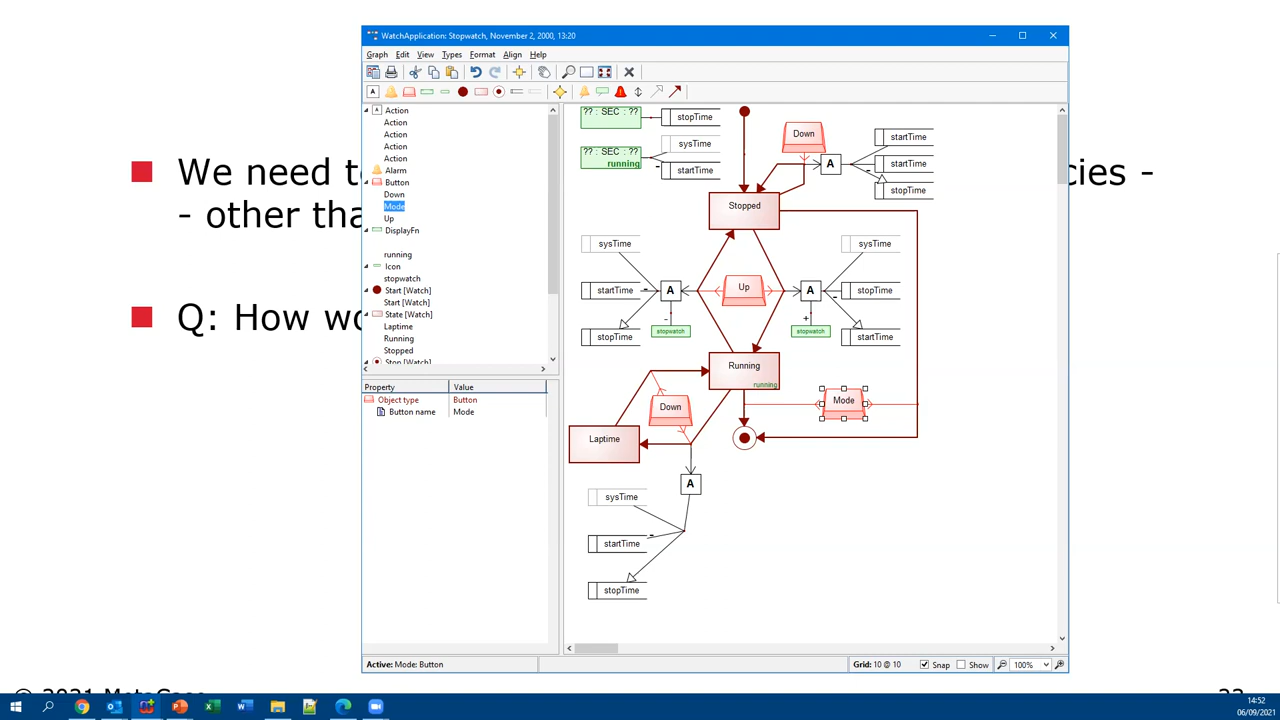 WatchApplication: Stopwatch, November 2, 2000, 13:20
Graph Edit View Types Format Align Help
A
Action
Action
Action
Action
Action
Alarm
Button
Down
Mode
Up
DisplayFn
running
Icon
stopwatch
Start [Watch]
Start [Watch]
State [Watch]
Laptime
Running
Stopped
Stop [Watch]
Property Value
Object type Button
Button name Mode
?? : SEC : ??
stopTime
?? : SEC : ??
running
sysTime
startTime
Down
A
startTime
startTime
stopTime
Stopped
sysTime
startTime
stopTime
A
-
stopwatch
Up
A
+
stopwatch
sysTime
stopTime
startTime
Running
running
Down
Mode
Laptime
A
sysTime
startTime
stopTime
Active: Mode: Button
Grid: 10 @ 10 Snap Show 100%
We need
cies -
- other tha
Q: How wo
14:52
06/09/2021